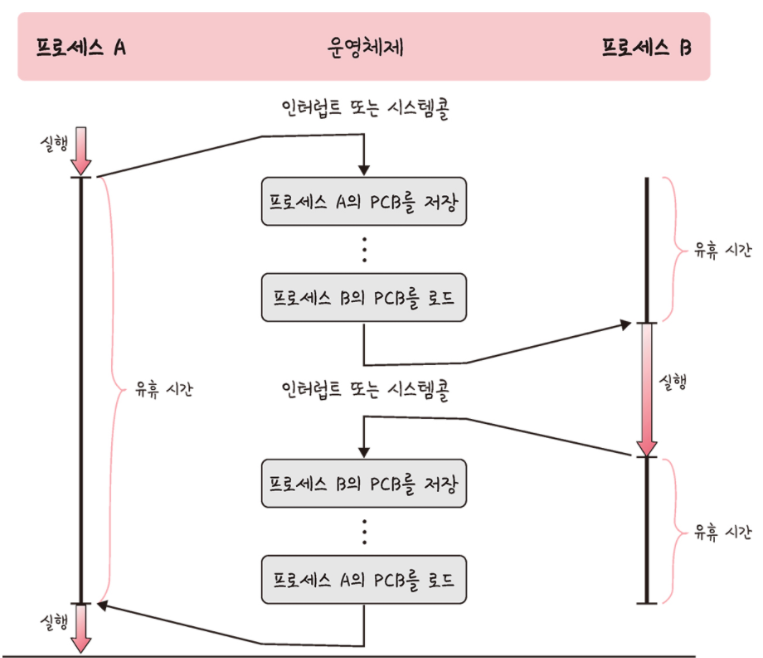 프로세스 A
운영체제
프로세스 B
인터럽트 또는 시스템콜
실행
프로세스 A의 PCB를 저장
유휴 시간
프로세스 B의 PCB를 로드
실행
유휴 시간
인터럽트 또는 시스템콜
프로세스 B의 PCB를 저장
유휴 시간
프로세스 A의 PCB를 로드
실행